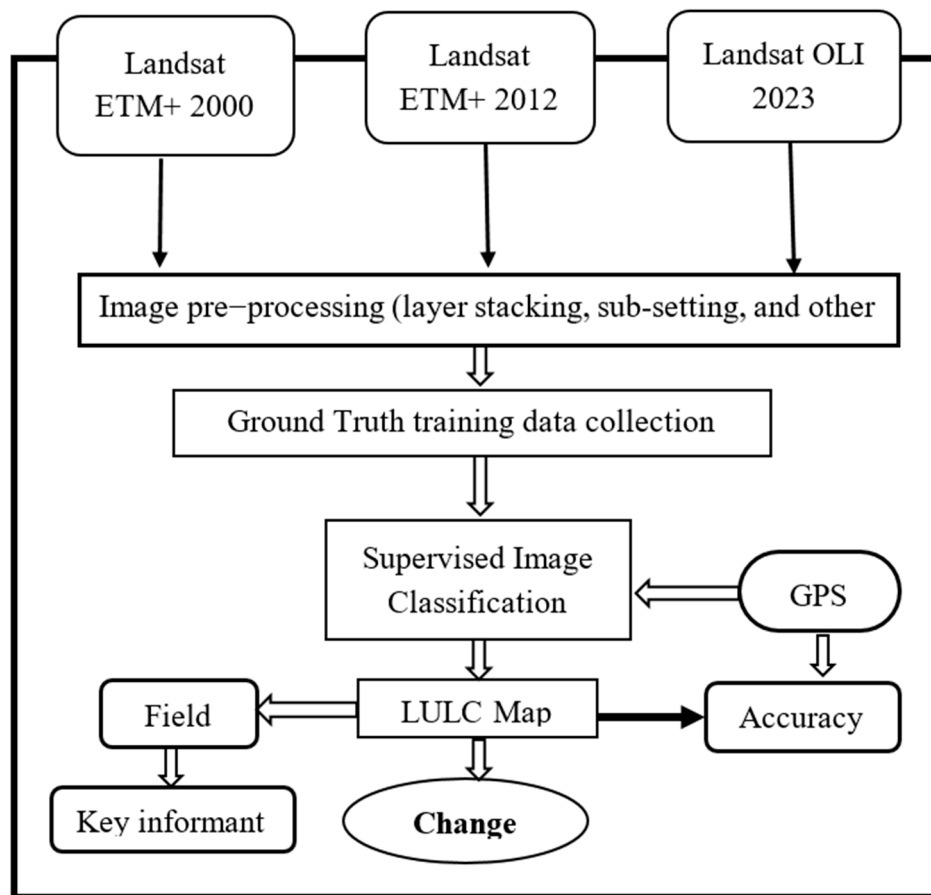 Landsat
ETM+ 2000
Landsat
ETM+ 2012
Landsat OLI
2023
Image pre−processing (layer stacking, sub-setting, and other
Ground Truth training data collection
Supervised Image
Classification
GPS
Field
LULC Map
Accuracy
Key informant
Change